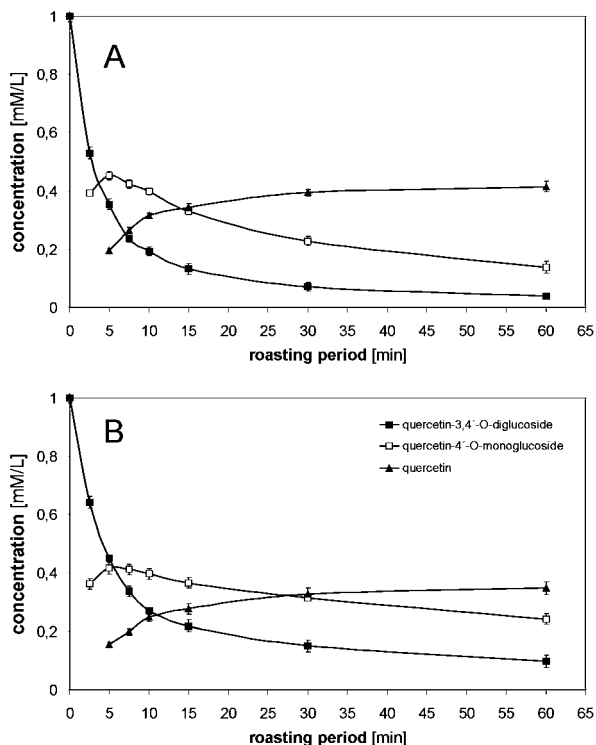 A
concentration [mM/L]
1
0,8
0,6
0,4
0,2
0
0 5 10 15 20 25 30 35 40 45 50 55 60 65
roasting period [min]
B
quercetin-3,4´-O-diglucoside
quercetin-4´-O-monoglucoside
quercetin
concentration [mM/L]
1
0,8
0,6
0,4
0,2
0
0 5 10 15 20 25 30 35 40 45 50 55 60 65
roasting period [min]